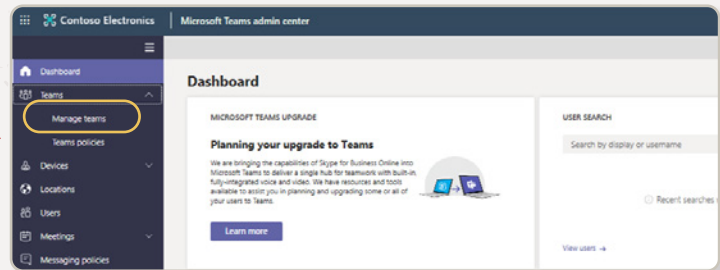 Contoso Electronics
Microsoft Teams admin center
Dashboard
Teams
Manage teams
Teams policies
Devices
Locations
Users
Meetings
Messaging policies
Dashboard
MICROSOFT TEAMS UPGRADE
Planning your upgrade to Teams
We are bringing the capabilities of Skype for Business Online into
Microsoft Teams to deliver a single hub for teamwork with built-in,
fully-integrated voice and video. We have resources and tools
available to assist you in planning and upgrading some or all of
your users to Teams.
Learn more
USER SEARCH
Search by display or username
Recent searches
View users